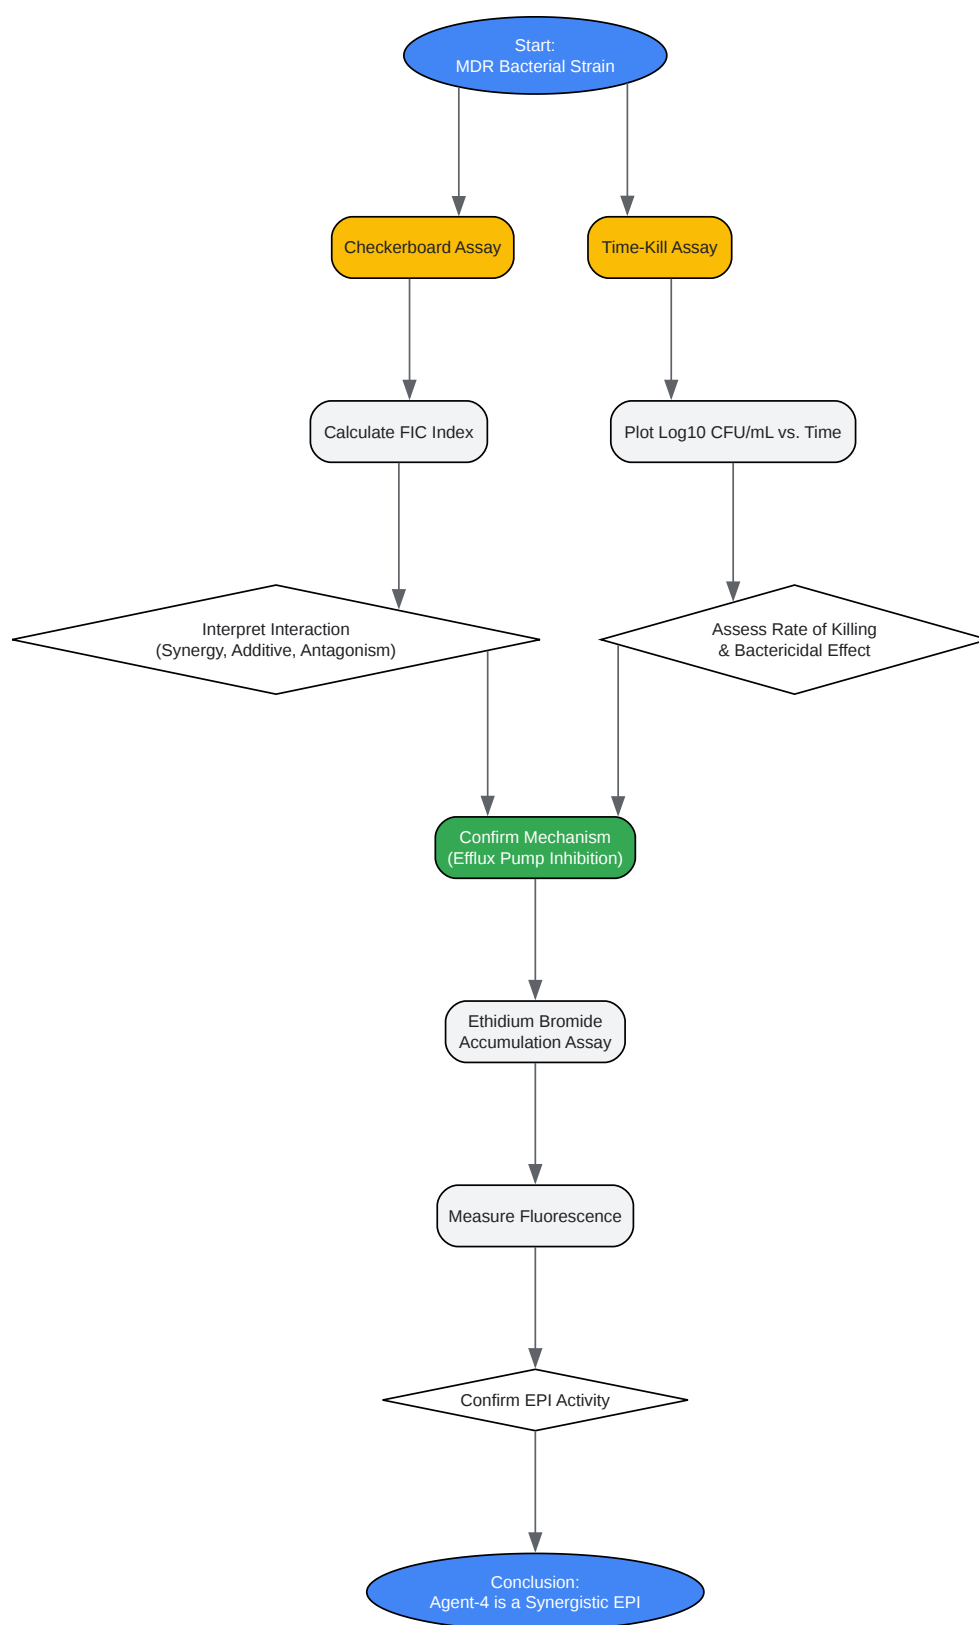 Start:
MDR Bacterial Strain
Checkerboard Assay
Time-Kill Assay
Calculate FIC Index
Plot Log10 CFU/mL vs. Time
Interpret Interaction
(Synergy, Additive, Antagonism)
Assess Rate of Killing
& Bactericidal Effect
Confirm Mechanism
(Efflux Pump Inhibition)
Ethidium Bromide
Accumulation Assay
Measure Fluorescence
Confirm EPI Activity
Conclusion:
Agent-4 is a Synergistic EPI